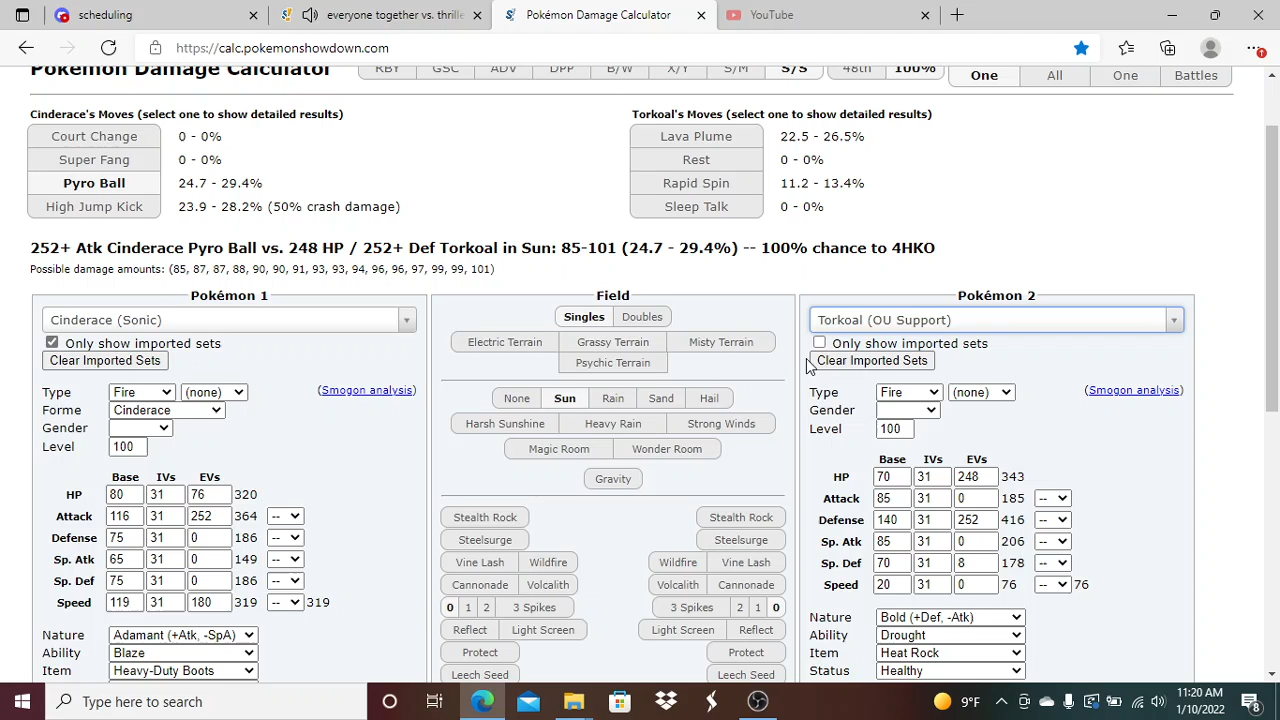 scheduling
everyone together vs. thrille
Pokémon Damage Calculator
YouTube
https://calc.pokemonshowdown.com
Pokémon Damage Calculator
RBY GSC ADV DPP B/W X/Y S/M S/S 48th 100% One All One Battles
Cinderace's Moves (select one to show detailed results)
Court Change 0 - 0%
Super Fang 0 - 0%
Pyro Ball 24.7 - 29.4%
High Jump Kick 23.9 - 28.2% (50% crash damage)
Torkoal's Moves (select one to show detailed results)
Lava Plume 22.5 - 26.5%
Rest 0 - 0%
Rapid Spin 11.2 - 13.4%
Sleep Talk 0 - 0%
252+ Atk Cinderace Pyro Ball vs. 248 HP / 252+ Def Torkoal in Sun: 85-101 (24.7 - 29.4%) -- 100% chance to 4HKO
Possible damage amounts: (85, 87, 87, 88, 90, 90, 91, 93, 93, 94, 96, 96, 97, 99, 99, 101)
Pokémon 1
Cinderace (Sonic)
Only show imported sets
Clear Imported Sets
Type Fire (none) (Smogon analysis)
Forme Cinderace
Gender
Level 100
Base IVs EVs
HP 80 31 76 320
Attack 116 31 252 364 --
Defense 75 31 0 186 --
Sp. Atk 65 31 0 149 --
Sp. Def 75 31 0 186 --
Speed 119 31 180 319 -- 319
Nature Adamant (+Atk, -SpA)
Ability Blaze
Item Heavy-Duty Boots
Field
Singles Doubles
Electric Terrain Grassy Terrain Misty Terrain
Psychic Terrain
None Sun Rain Sand Hail
Harsh Sunshine Heavy Rain Strong Winds
Magic Room Wonder Room
Gravity
Stealth Rock Stealth Rock
Steelsurge Steelsurge
Vine Lash Wildfire Wildfire Vine Lash
Cannonade Volcalith Volcalith Cannonade
0 1 2 3 Spikes 3 Spikes 2 1 0
Reflect Light Screen Light Screen Reflect
Protect Protect
Leech Seed Leech Seed
Pokémon 2
Torkoal (OU Support)
Only show imported sets
Clear Imported Sets
Type Fire (none) (Smogon analysis)
Gender
Level 100
Base IVs EVs
HP 70 31 248 343
Attack 85 31 0 185 --
Defense 140 31 252 416 --
Sp. Atk 85 31 0 206 --
Sp. Def 70 31 8 178 --
Speed 20 31 0 76 -- 76
Nature Bold (+Def, -Atk)
Ability Drought
Item Heat Rock
Status Healthy
Type here to search
9°F
11:20 AM
1/10/2022
8